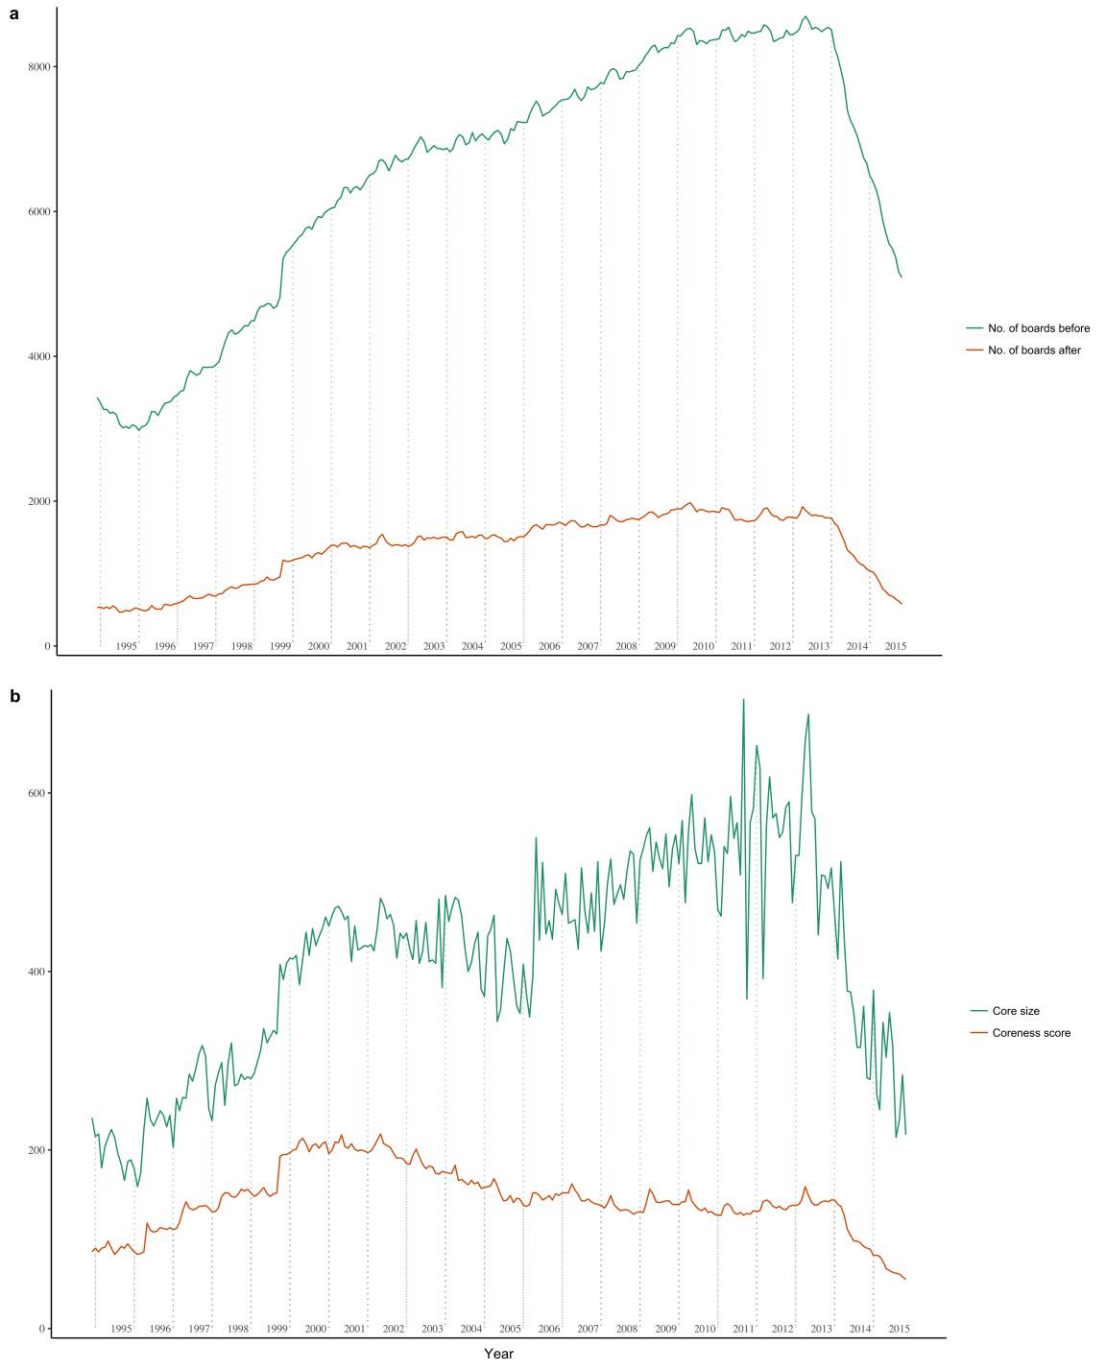 a
8000
6000
4000
2000
0
1995 1996 1997 1998 1999 2000 2001 2002 2003 2004 2005 2006 2007 2008 2009 2010 2011 2012 2013 2014 2015
No. of boards before
No. of boards after
b
600
400
200
0
1995 1996 1997 1998 1999 2000 2001 2002 2003 2004 2005 2006 2007 2008 2009 2010 2011 2012 2013 2014 2015
Core size
Coreness score
Year